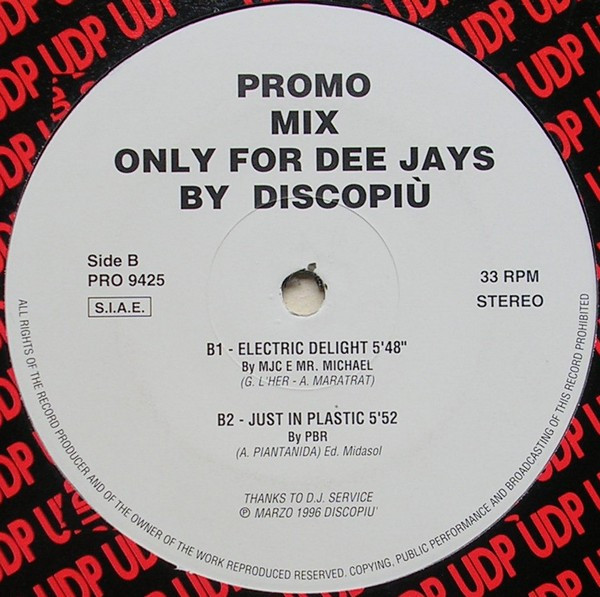 PROMO
MIX
ONLY FOR DEE JAYS
BY DISCOPIÙ
Side B
PRO 9425
S.I.A.E.
33 RPM
STEREO
B1 - ELECTRIC DELIGHT 5'48"
By MJC E MR. MICHAEL
(G. L'HER - A. MARATRAT)
B2 - JUST IN PLASTIC 5'52
By PBR
(A. PIANTANIDA) Ed. Midasol
THANKS TO D.J. SERVICE
℗ MARZO 1996 DISCOPIU'
ALL RIGHTS OF THE RECORD PRODUCER AND OF THE OWNER OF THE WORK REPRODUCED RESERVED. COPYING, PUBLIC PERFORMANCE AND BROADCASTING OF THIS RECORD PROHIBITED
UDP UDP UDP UDP